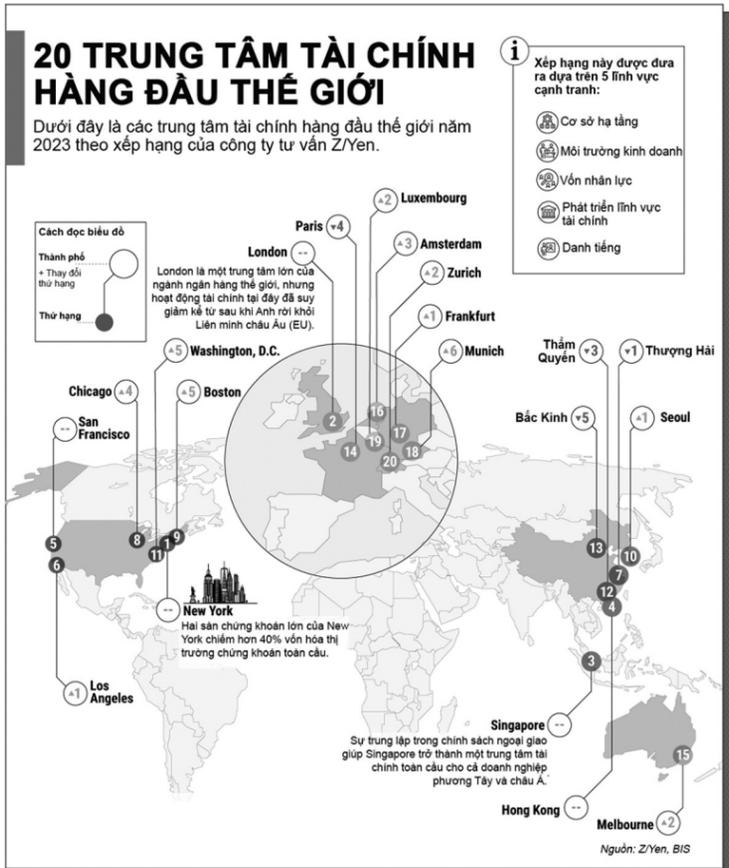 20 TRUNG TÂM TÀI CHÍNH
HÀNG ĐẦU THẾ GIỚI
Dưới đây là các trung tâm tài chính hàng đầu thế giới năm
2023 theo xếp hạng của công ty tư vấn Z/Yen.
i
Xếp hạng này được đưa
ra dựa trên 5 lĩnh vực
cạnh tranh:
Cơ sở hạ tầng
Môi trường kinh doanh
Vốn nhân lực
Phát triển lĩnh vực
tài chính
Danh tiếng
Cách đọc biểu đồ
Thành phố
+ Thay đổi
thứ hạng
Thứ hạng
▲2 Luxembourg
Paris ▼4
▲3 Amsterdam
London --
London là một trung tâm lớn của
ngành ngân hàng thế giới, nhưng
hoạt động tài chính tại đây đã suy
giảm kể từ sau khi Anh rời khỏi
Liên minh châu Âu (EU).
▲2 Zurich
▲1 Frankfurt
▲6 Munich
▲5 Washington, D.C.
Chicago ▲4
▲5 Boston
-- San
Francisco
Thẩm
Quyến ▼3
▼1 Thượng Hải
Bắc Kinh ▼5
▲1 Seoul
2
16
14
19
17
18
20
5
6
8
11
1
9
13
10
7
12
4
3
15
-- New York
Hai sàn chứng khoán lớn của New
York chiếm hơn 40% vốn hóa thị
trường chứng khoán toàn cầu.
▲1 Los
Angeles
Singapore --
Sự trung lập trong chính sách ngoại giao
giúp Singapore trở thành một trung tâm tài
chính toàn cầu cho cả doanh nghiệp
phương Tây và châu Á.
Hong Kong --
Melbourne ▲2
Nguồn: Z/Yen, BIS